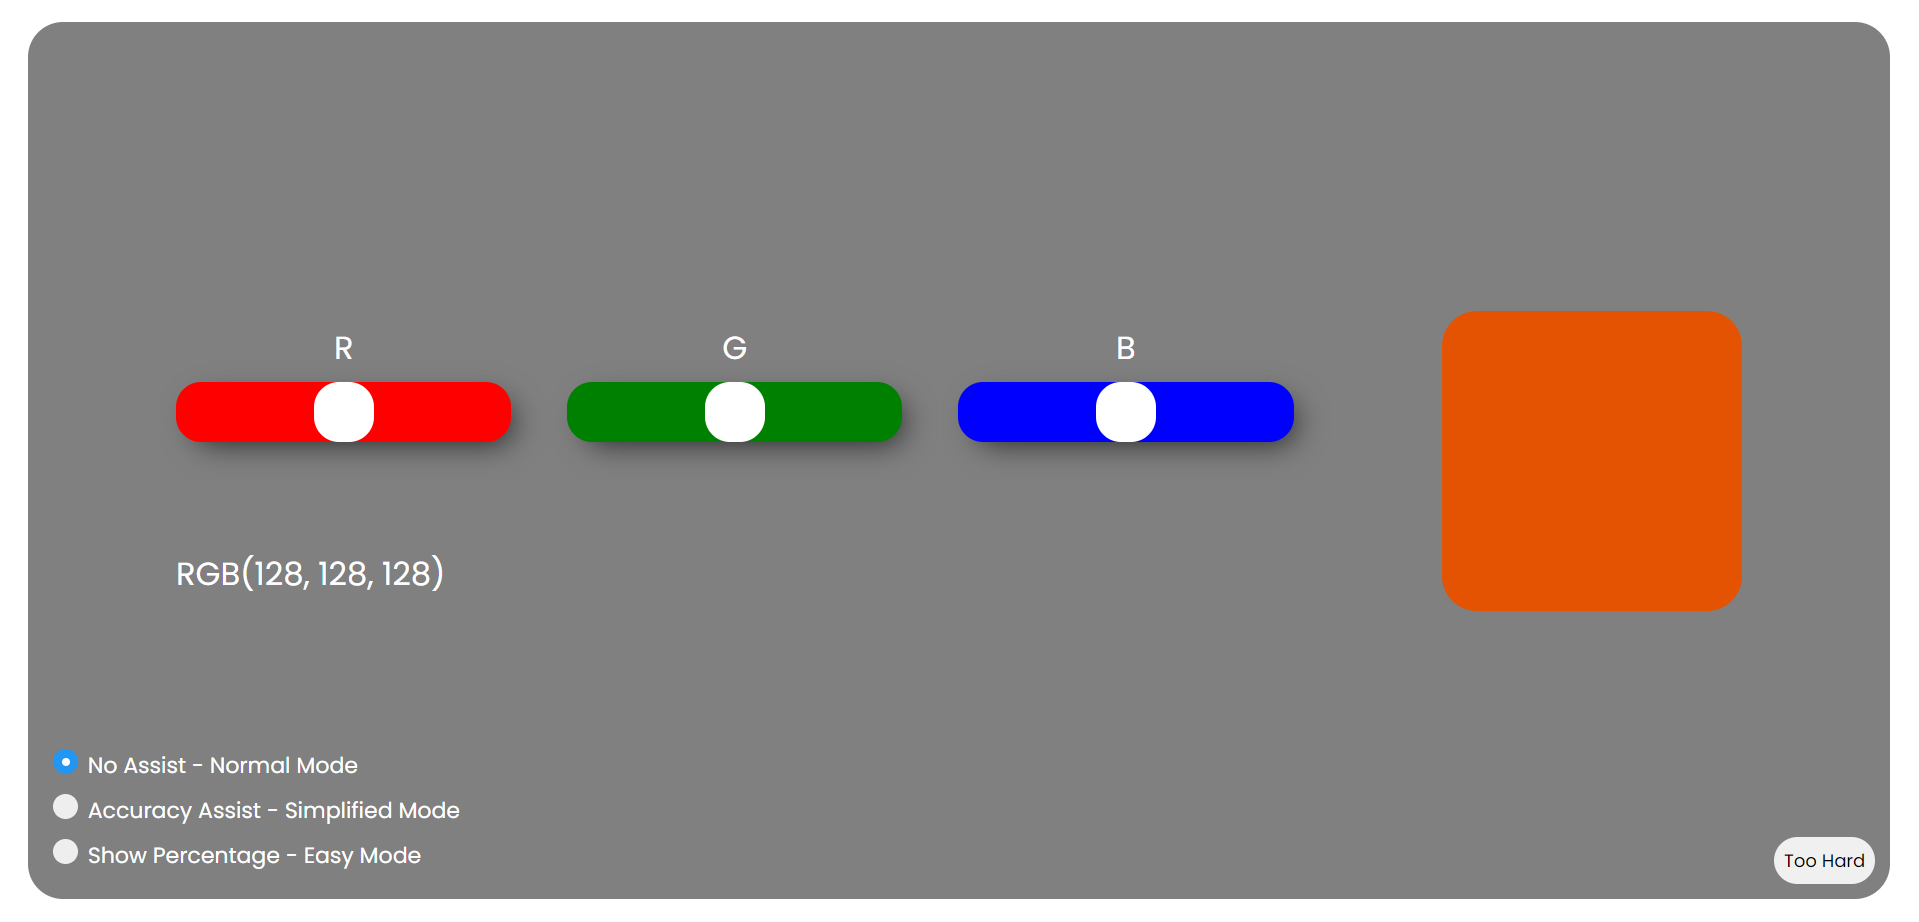 R
G
B
RGB(128, 128, 128)
No Assist - Normal Mode
Accuracy Assist - Simplified Mode
Show Percentage - Easy Mode
Too Hard